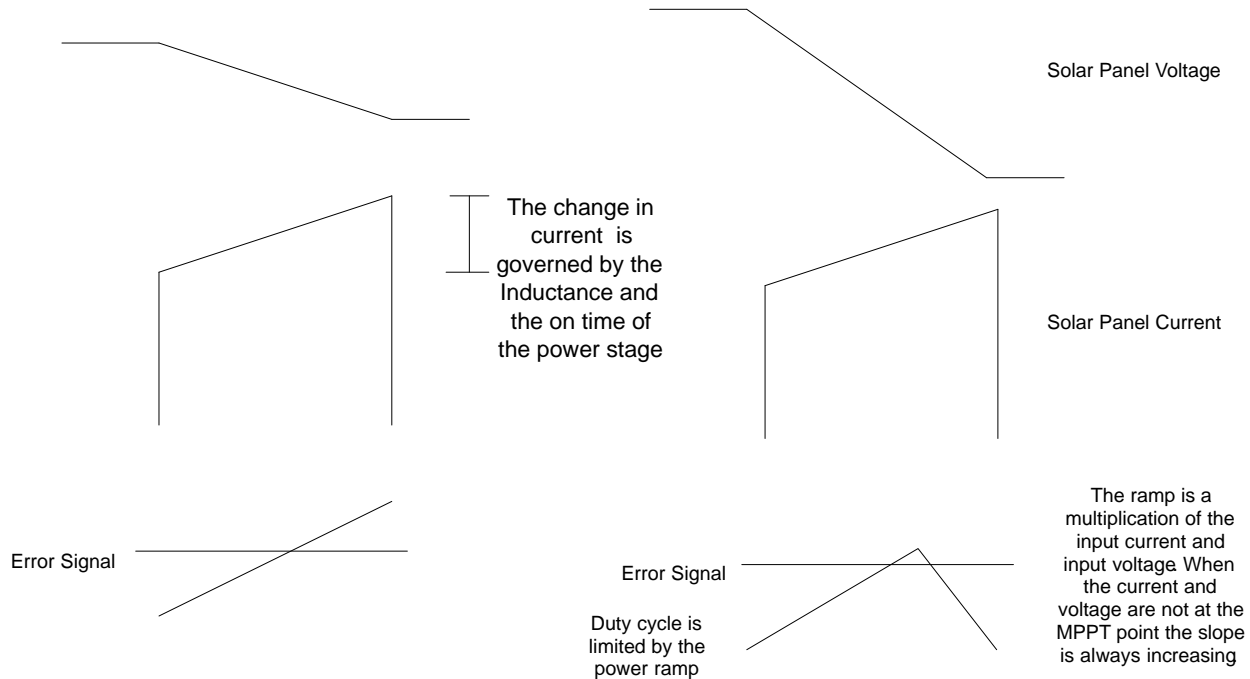 Solar Panel Voltage
The change in
current is
governed by the
Inductance and
the on time of
the power stage
Solar Panel Current
Error Signal
Error Signal
Duty cycle is
limited by the
power ramp
The ramp is a
multiplication of the
input current and
input voltage. When
the current and
voltage are not at the
MPPT point the slope
is always increasing.